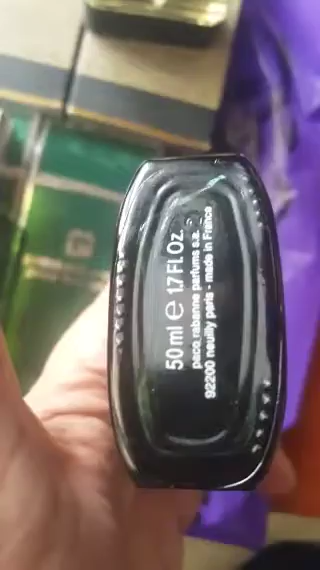 50 ml ℮ 1.7 Fl. Oz.
paco rabanne parfums s.a.
92200 neuilly paris - made in France